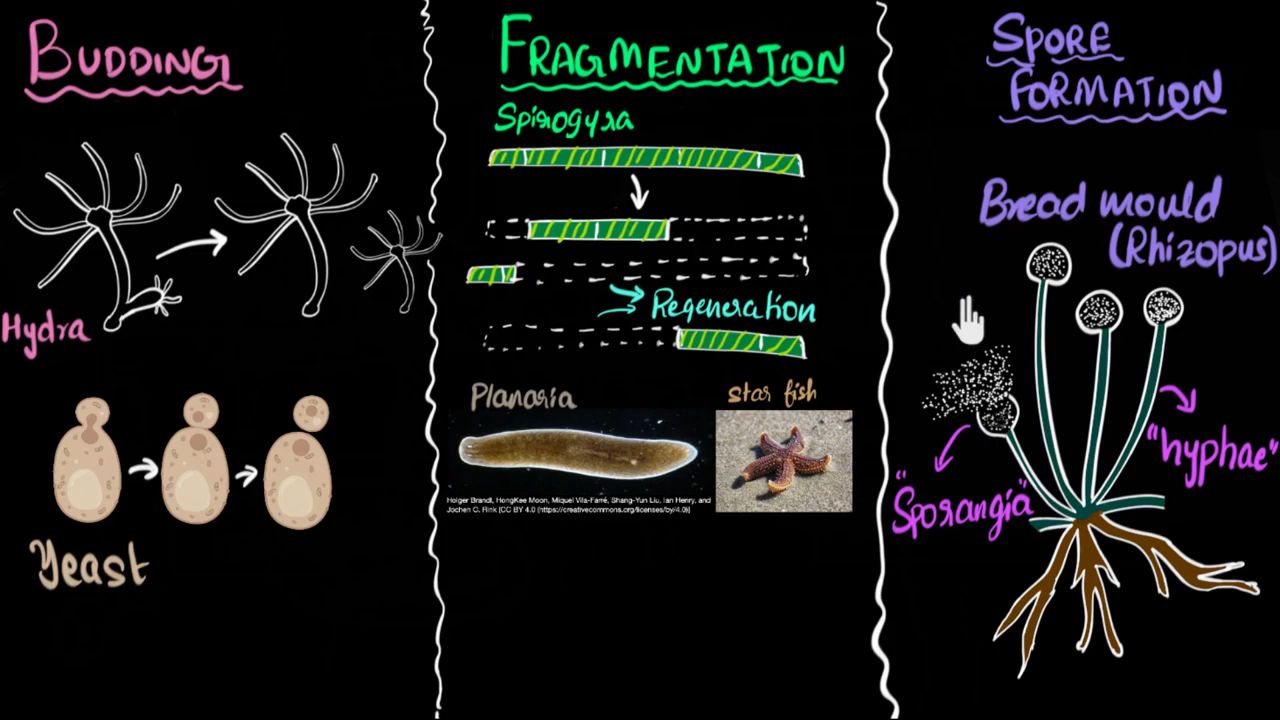 BUDDING
Hydra
Yeast
FRAGMENTATION
Spirogyra
Regeneration
Planaria
Star fish
Holger Brandl, HongKee Moon, Miquel Vila-Farré, Shang-Yun Liu, Ian Henry, and
Jochen C. Rink [CC BY 4.0 (https://creativecommons.org/licenses/by/4.0)]
SPORE
FORMATION
Bread mould
(Rhizopus)
"hyphae"
"Sporangia"